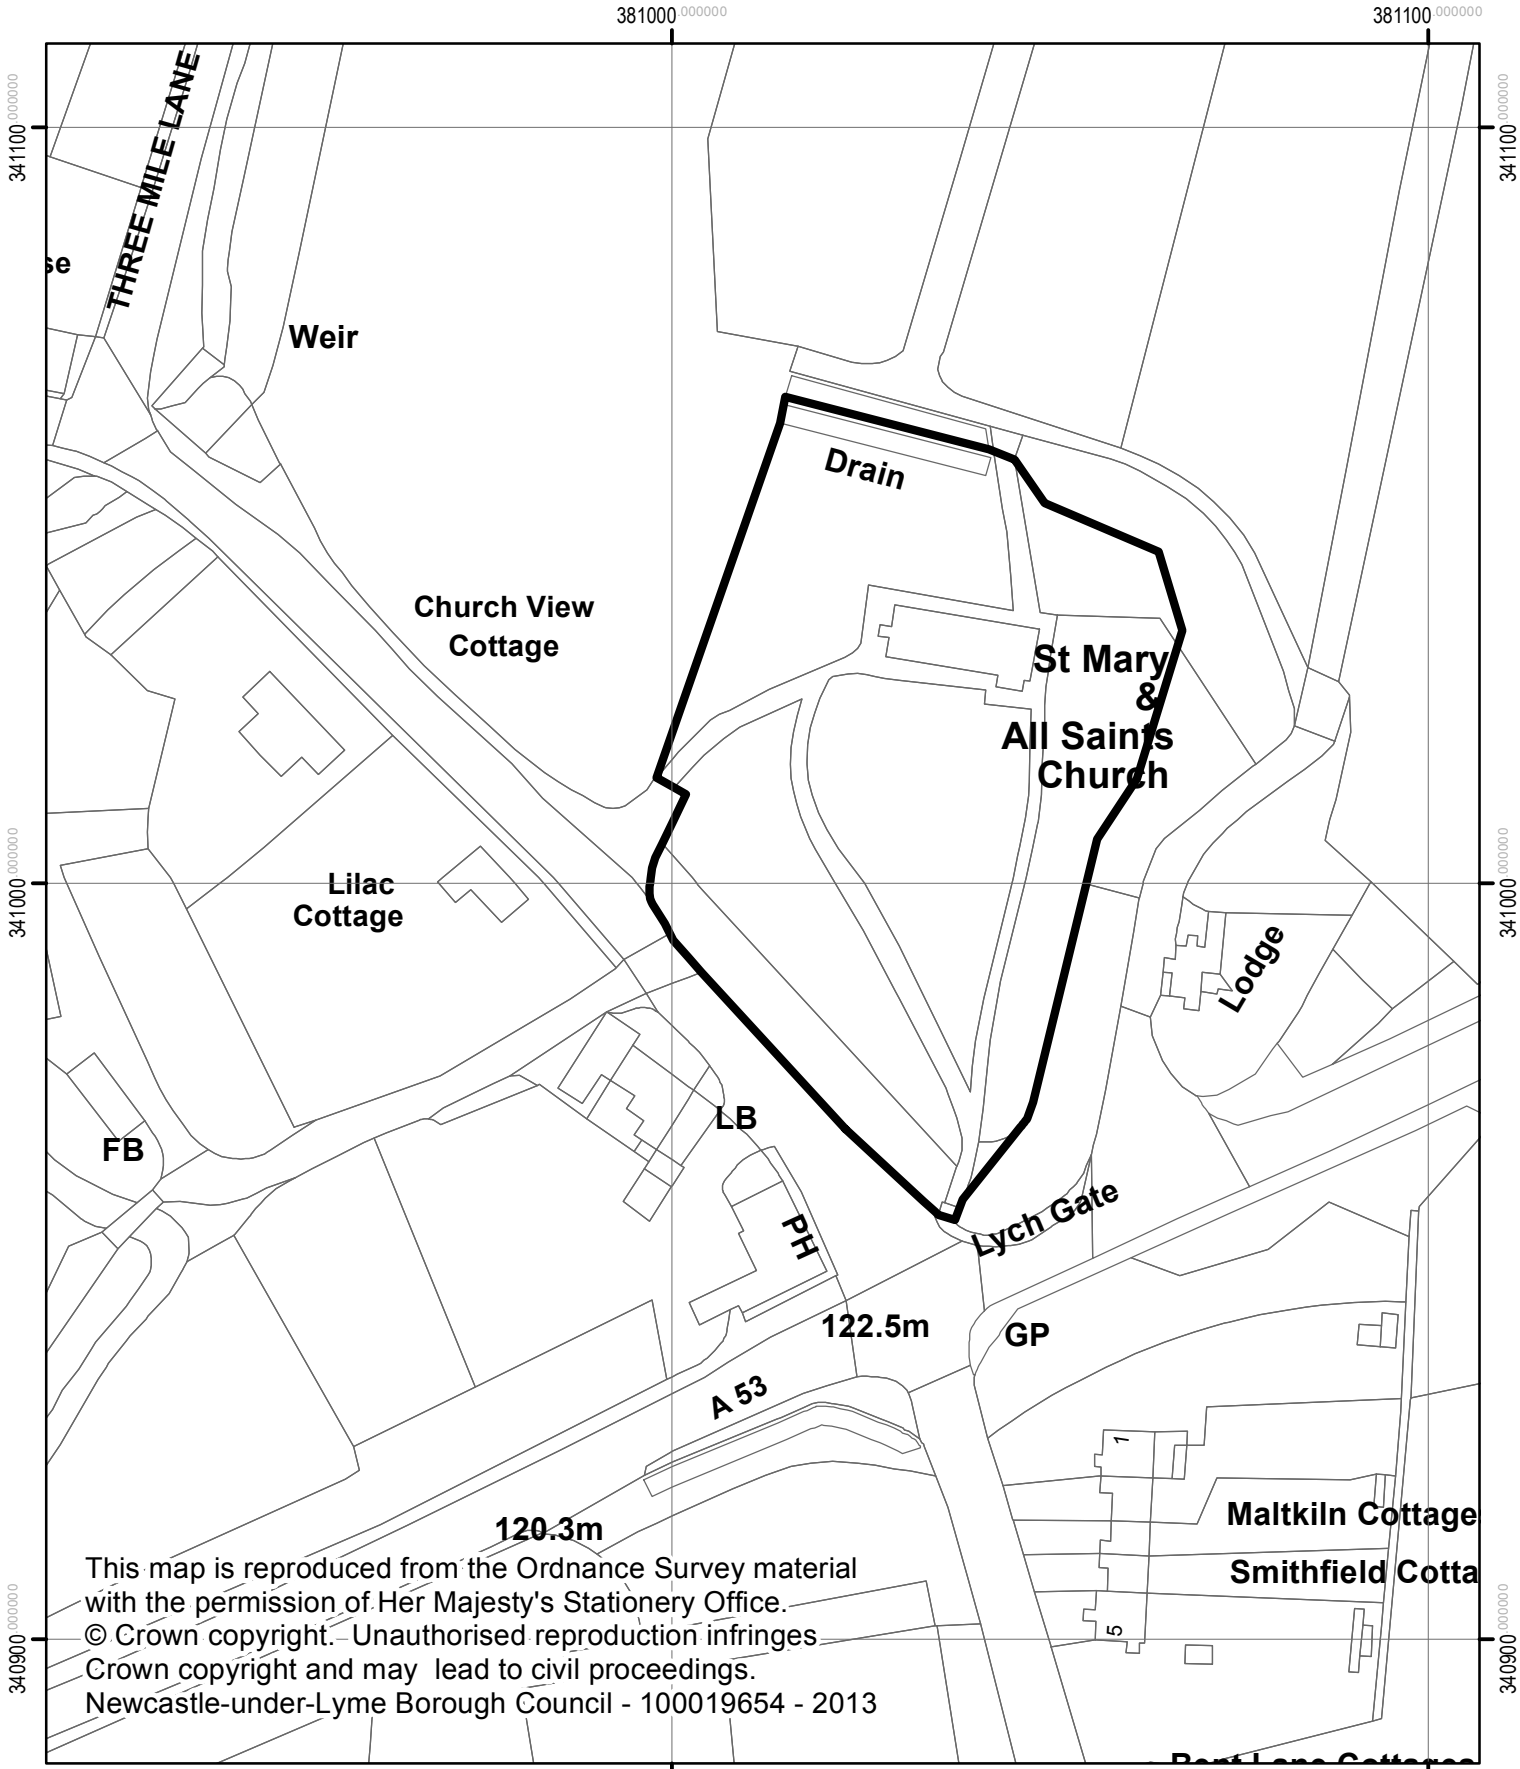 381000.000000
381100.000000
341100.000000
341100.000000
THREE MILE LANE
se
Weir
Drain
Church View
Cottage
St Mary
&
All Saints
Church
341000.000000
341000.000000
Lilac
Cottage
Lodge
LB
FB
Lych Gate
PH
122.5m
GP
A 53
1
Maltkiln Cottage
120.3m
Smithfield Cotta
5
340900.000000
340900.000000
This map is reproduced from the Ordnance Survey material
with the permission of Her Majesty's Stationery Office.
© Crown copyright. Unauthorised reproduction infringes
Crown copyright and may lead to civil proceedings.
Newcastle-under-Lyme Borough Council - 100019654 - 2013
Lane Cottages